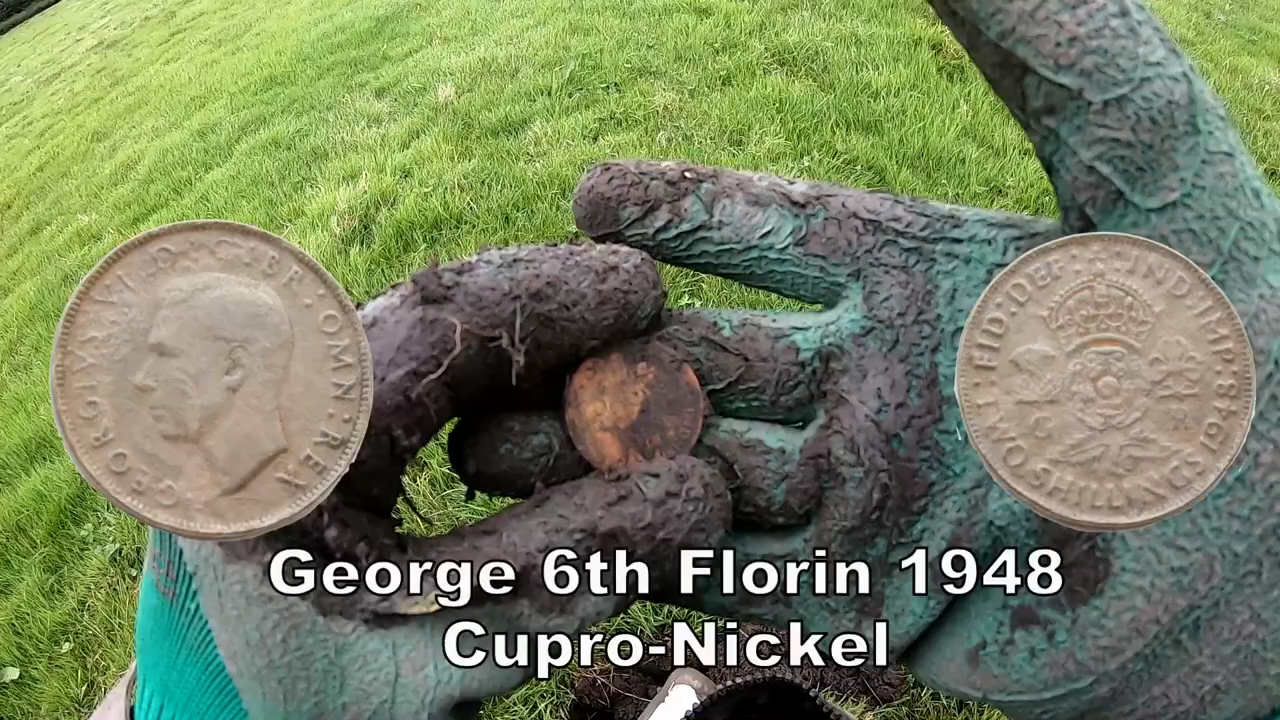 GEORGIVS VI D:G:BR:OMN:REX
FID:DEF IND:IMP
TWO SHILLINGS 1948
George 6th Florin 1948
Cupro-Nickel